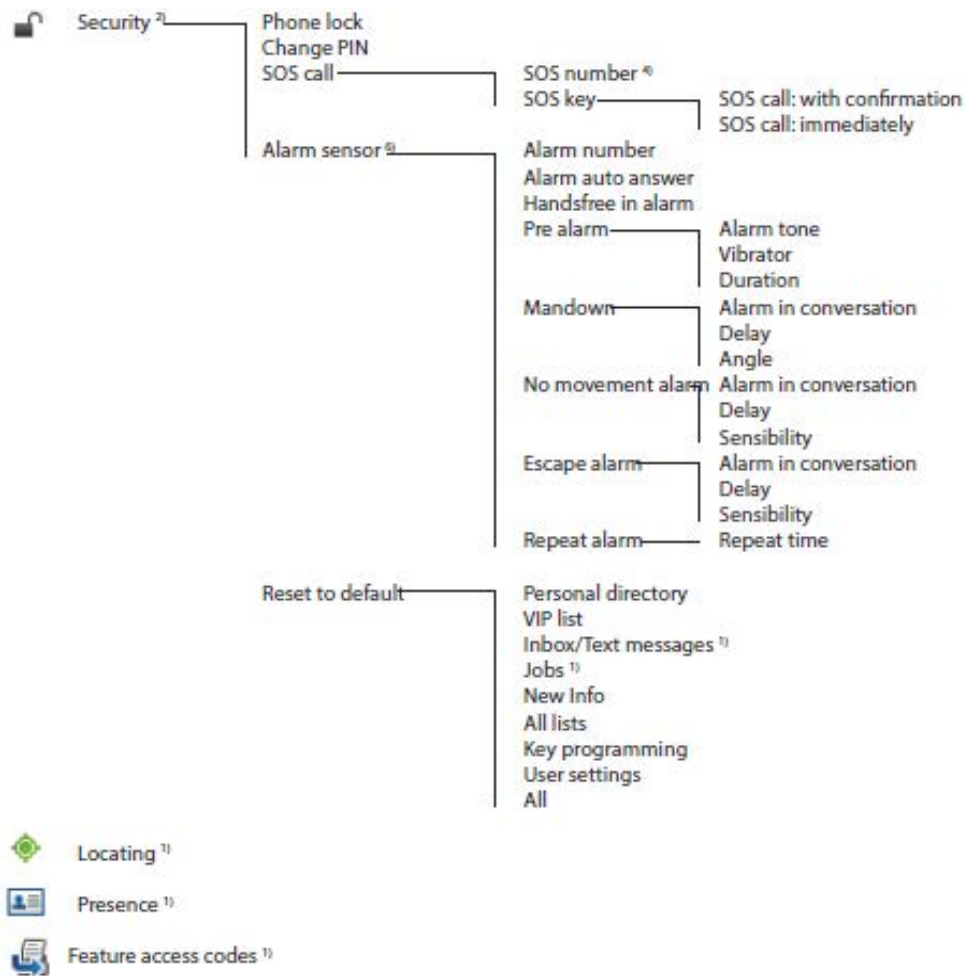 Security 2) Phone lock
Change PIN
SOS call SOS number 4)
SOS key SOS call: with confirmation
SOS call: immediately
Alarm sensor 6) Alarm number
Alarm auto answer
Handsfree in alarm
Pre alarm Alarm tone
Vibrator
Duration
Mandown Alarm in conversation
Delay
Angle
No movement alarm Alarm in conversation
Delay
Sensibility
Escape alarm Alarm in conversation
Delay
Sensibility
Repeat alarm Repeat time
Reset to default Personal directory
VIP list
Inbox/Text messages 1)
Jobs 1)
New Info
All lists
Key programming
User settings
All
Locating 1)
Presence 1)
Feature access codes 1)